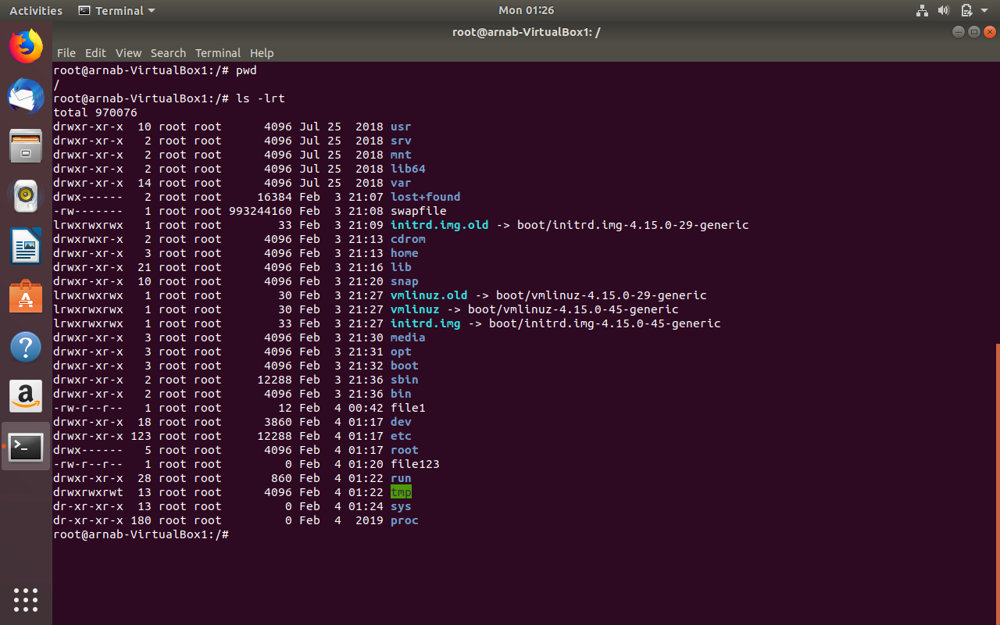 Activities Terminal Mon 01:26
root@arnab-VirtualBox1: /
File Edit View Search Terminal Help
root@arnab-VirtualBox1:/# pwd
/
root@arnab-VirtualBox1:/# ls -lrt
total 970076
drwxr-xr-x  10 root root      4096 Jul 25  2018 usr
drwxr-xr-x   2 root root      4096 Jul 25  2018 srv
drwxr-xr-x   2 root root      4096 Jul 25  2018 mnt
drwxr-xr-x   2 root root      4096 Jul 25  2018 lib64
drwxr-xr-x  14 root root      4096 Jul 25  2018 var
drwx------   2 root root     16384 Feb  3 21:07 lost+found
-rw-------   1 root root 993244160 Feb  3 21:08 swapfile
lrwxrwxrwx   1 root root        33 Feb  3 21:09 initrd.img.old -> boot/initrd.img-4.15.0-29-generic
drwxrwxr-x   2 root root      4096 Feb  3 21:13 cdrom
drwxr-xr-x   3 root root      4096 Feb  3 21:13 home
drwxr-xr-x  21 root root      4096 Feb  3 21:16 lib
drwxr-xr-x  10 root root      4096 Feb  3 21:20 snap
lrwxrwxrwx   1 root root        30 Feb  3 21:27 vmlinuz.old -> boot/vmlinuz-4.15.0-29-generic
lrwxrwxrwx   1 root root        30 Feb  3 21:27 vmlinuz -> boot/vmlinuz-4.15.0-45-generic
lrwxrwxrwx   1 root root        33 Feb  3 21:27 initrd.img -> boot/initrd.img-4.15.0-45-generic
drwxr-xr-x   3 root root      4096 Feb  3 21:30 media
drwxr-xr-x   3 root root      4096 Feb  3 21:31 opt
drwxr-xr-x   3 root root      4096 Feb  3 21:32 boot
drwxr-xr-x   2 root root     12288 Feb  3 21:36 sbin
drwxr-xr-x   2 root root      4096 Feb  3 21:36 bin
-rw-r--r--   1 root root        12 Feb  4 00:42 file1
drwxr-xr-x  18 root root      3860 Feb  4 01:17 dev
drwxr-xr-x 123 root root     12288 Feb  4 01:17 etc
drwx------   5 root root      4096 Feb  4 01:17 root
-rw-r--r--   1 root root         0 Feb  4 01:20 file123
drwxr-xr-x  28 root root       860 Feb  4 01:22 run
drwxrwxrwt  13 root root      4096 Feb  4 01:22 tmp
dr-xr-xr-x  13 root root         0 Feb  4 01:24 sys
dr-xr-xr-x 180 root root         0 Feb  4  2019 proc
root@arnab-VirtualBox1:/#